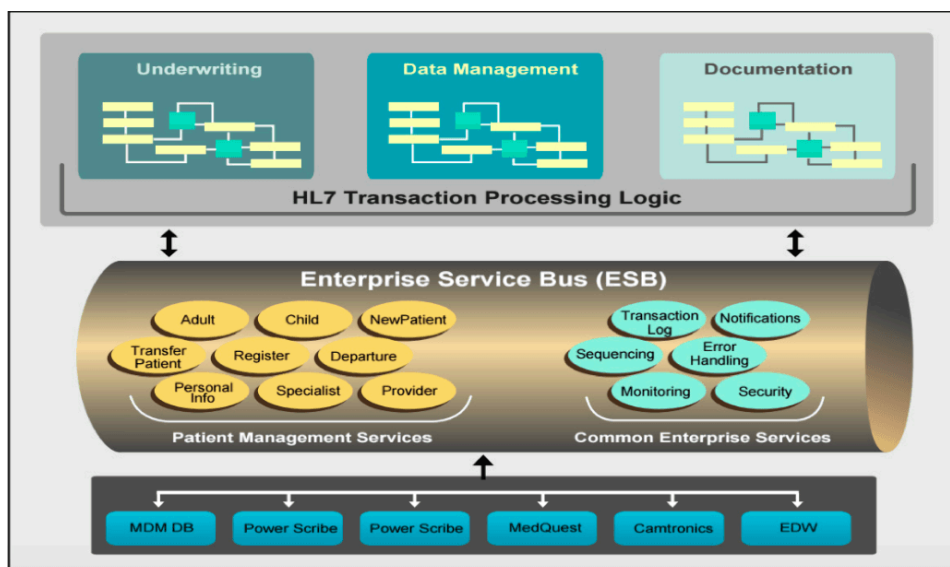 Underwriting
Data Management
Documentation
HL7 Transaction Processing Logic
Enterprise Service Bus (ESB)
Adult
Child
NewPatient
Transfer
Patient
Register
Departure
Personal
Info
Specialist
Provider
Patient Management Services
Transaction
Log
Notifications
Sequencing
Error
Handling
Monitoring
Security
Common Enterprise Services
MDM DB
Power Scribe
Power Scribe
MedQuest
Camtronics
EDW